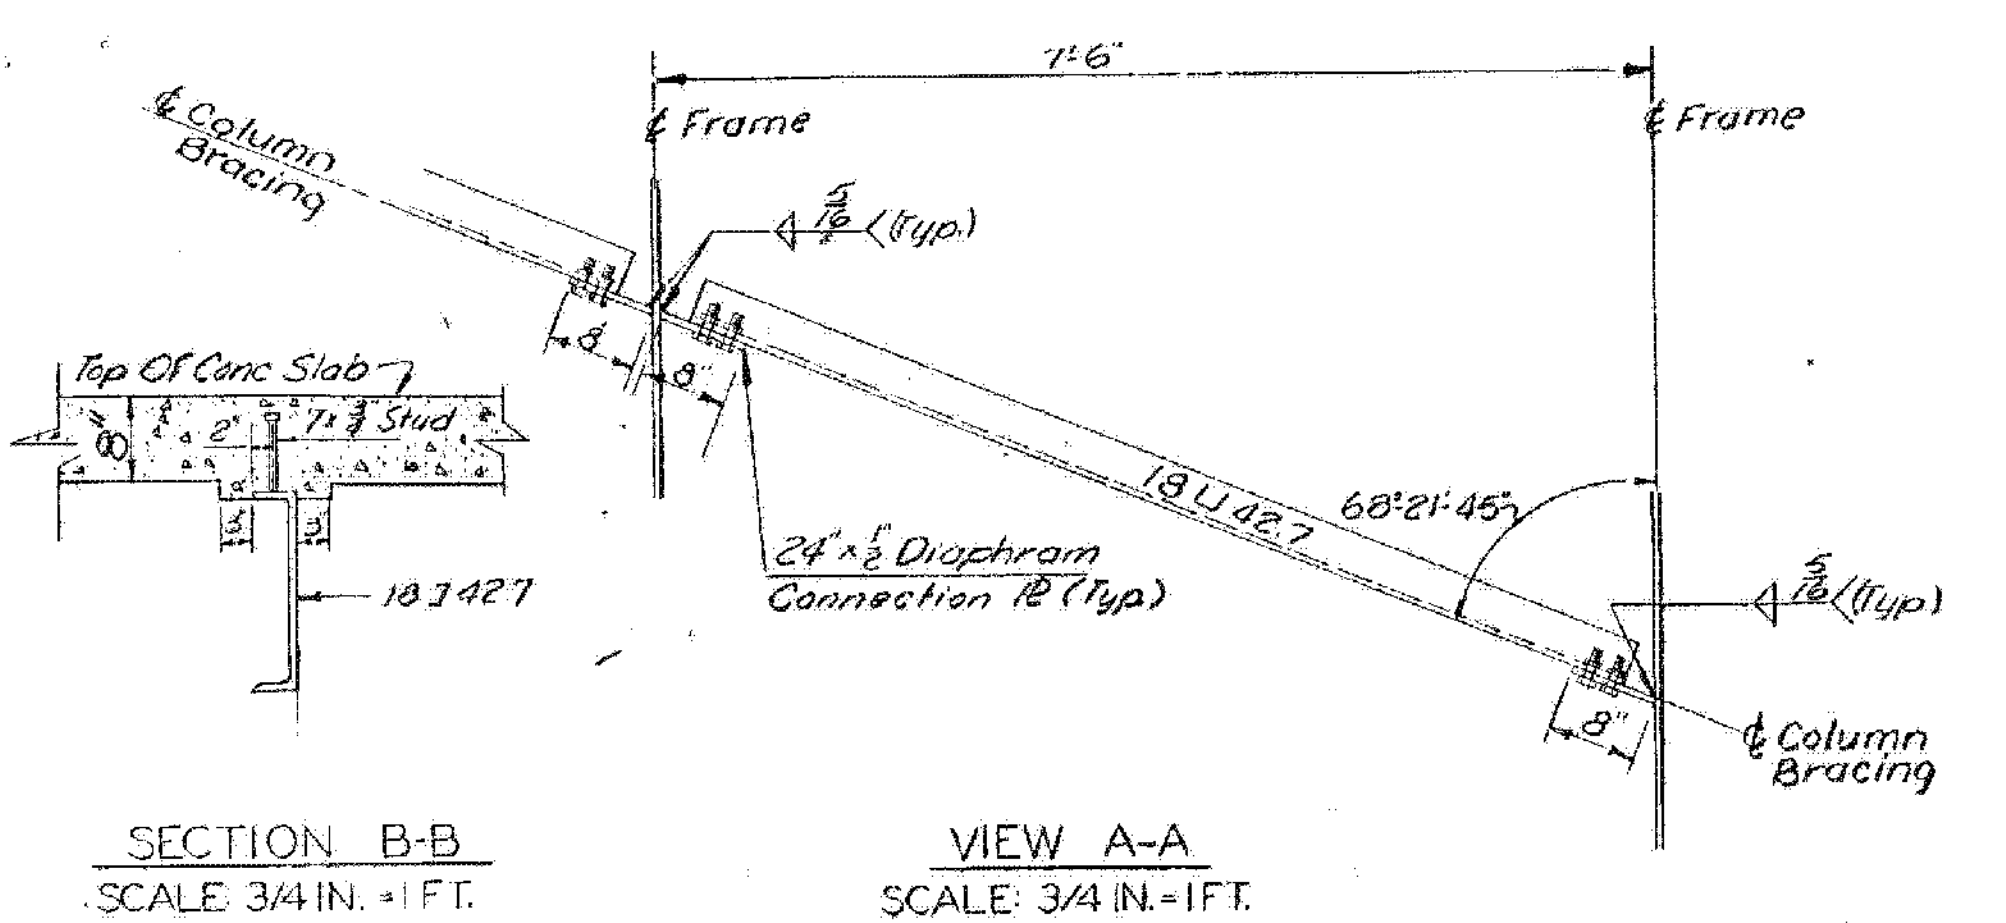 7'-6"
℄ Column
Bracing
℄ Frame
℄ Frame
5/16 (Typ.)
8"
8"
Top Of Conc Slab
8"
2"
7 x 3/4" Stud
3"
3"
18 ⊐ 42.7
24" x 1/2" Diaphram
Connection ℞ (Typ.)
18 ⊔ 42.7
68°-21'-45"
5/16 (Typ.)
8"
℄ Column
Bracing
SECTION B-B
SCALE 3/4 IN. = 1 FT.
VIEW A-A
SCALE: 3/4 IN. = 1 FT.